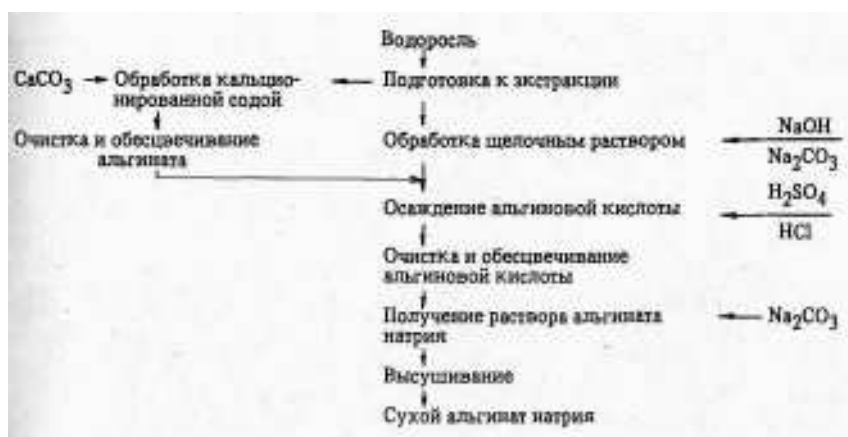 Водоросль
CaCO3 → Обработка кальцио-
нированной содой
← Подготовка к экстракции
Очистка и обесцвечивание
альгината
Обработка щелочным раствором
NaOH
Na2CO3
Осаждение альгиновой кислоты
H2SO4
HCl
Очистка и обесцвечивание
альгиновой кислоты
Получение раствора альгината
натрия
← Na2CO3
Высушивание
Сухой альгинат натрия